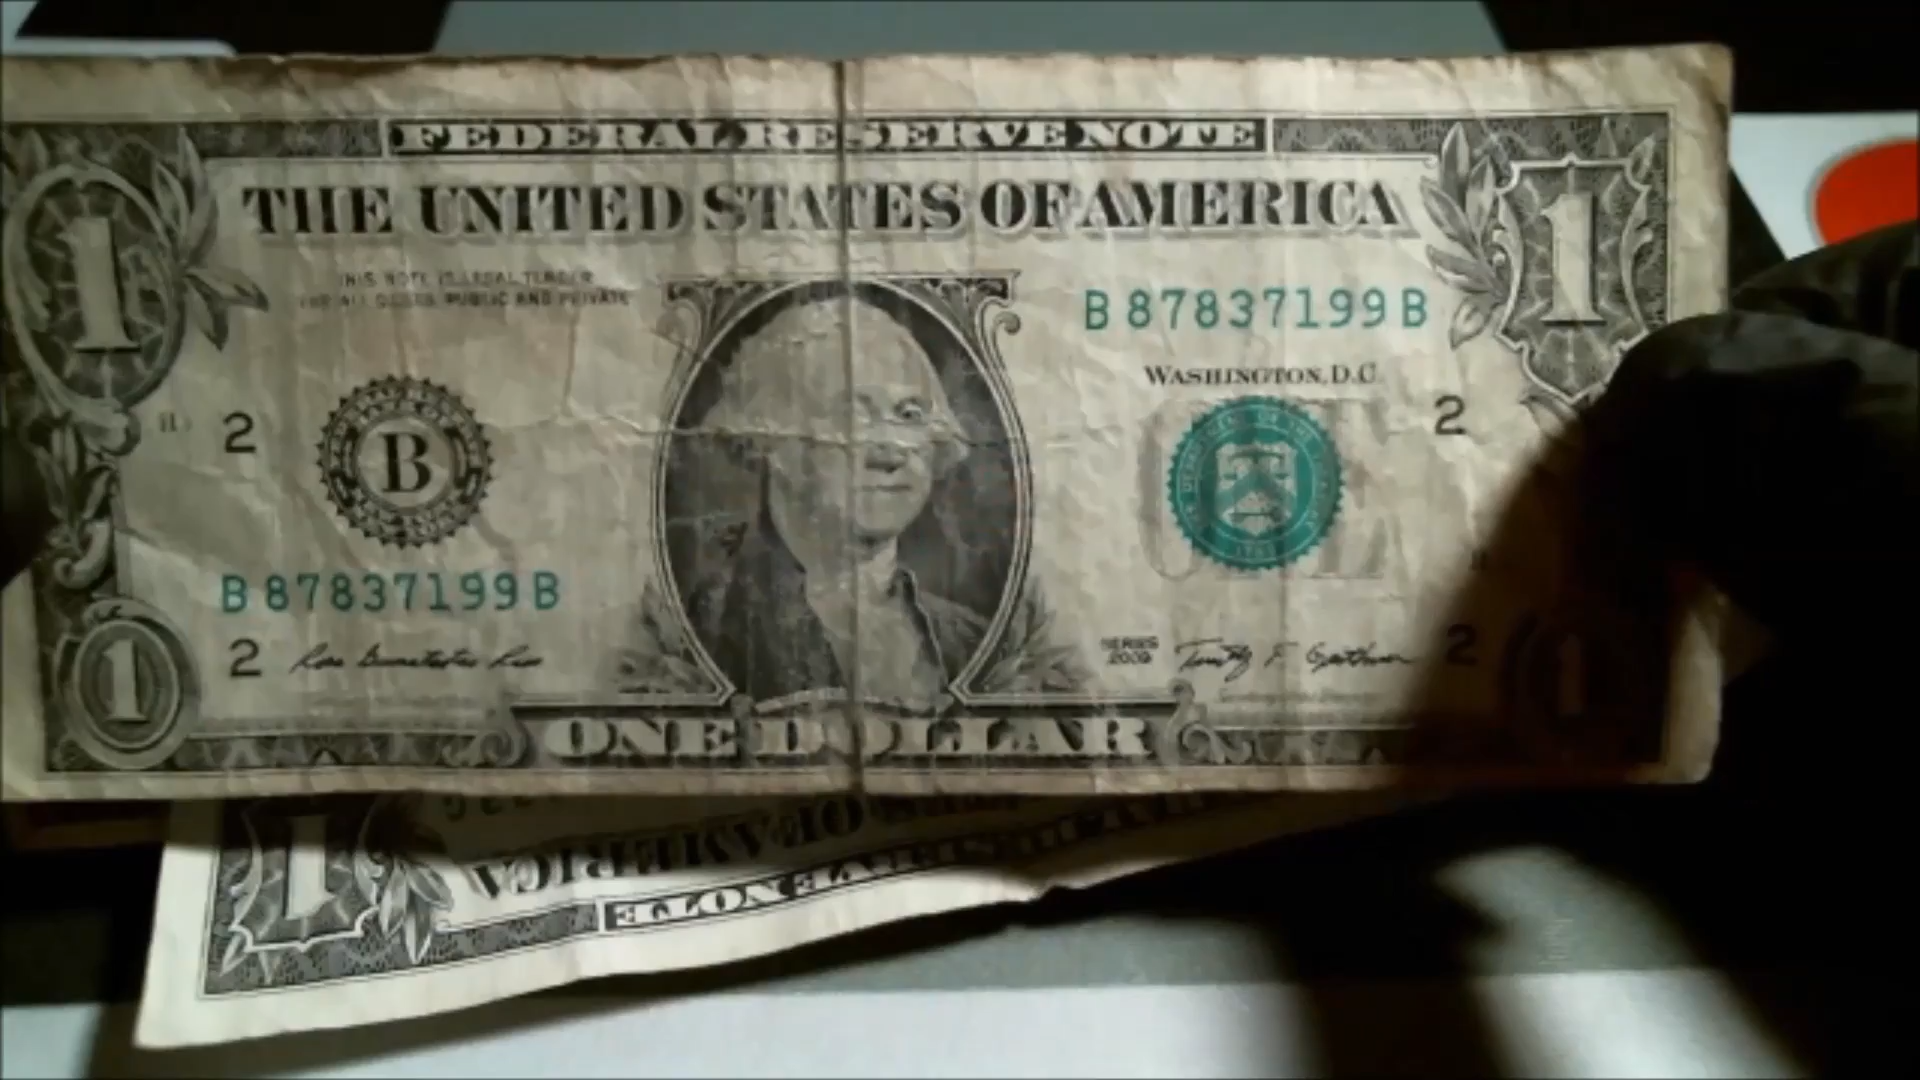 FEDERAL RESERVE NOTE
THE UNITED STATES OF AMERICA
1
1
THIS NOTE IS LEGAL TENDER
FOR ALL DEBTS, PUBLIC AND PRIVATE
B 87837199 B
WASHINGTON, D.C.
2
B
2
B 87837199 B
2
SERIES
2009
2
1
ONE DOLLAR
1
1
OF AMERICA